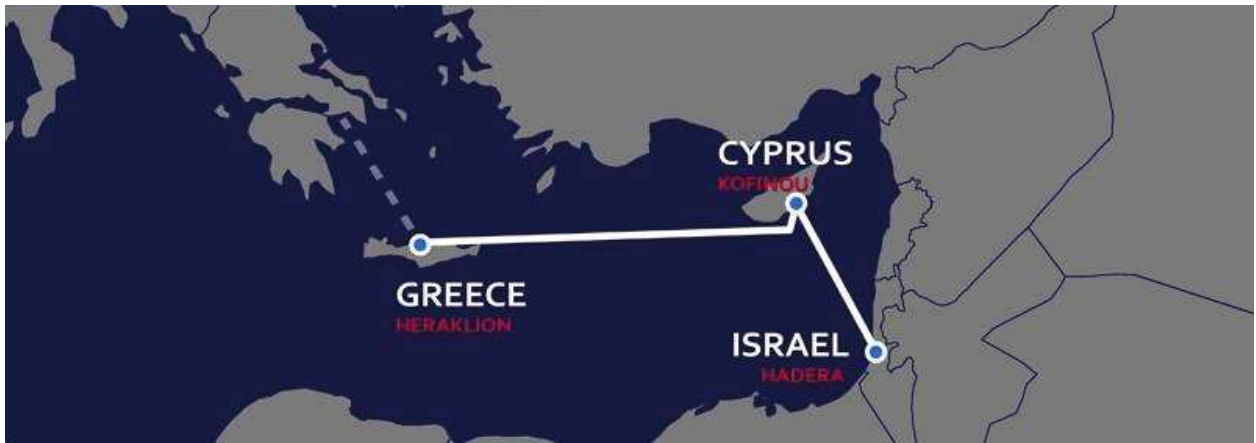 CYPRUS
KOFINOU
GREECE
HERAKLION
ISRAEL
HADERA